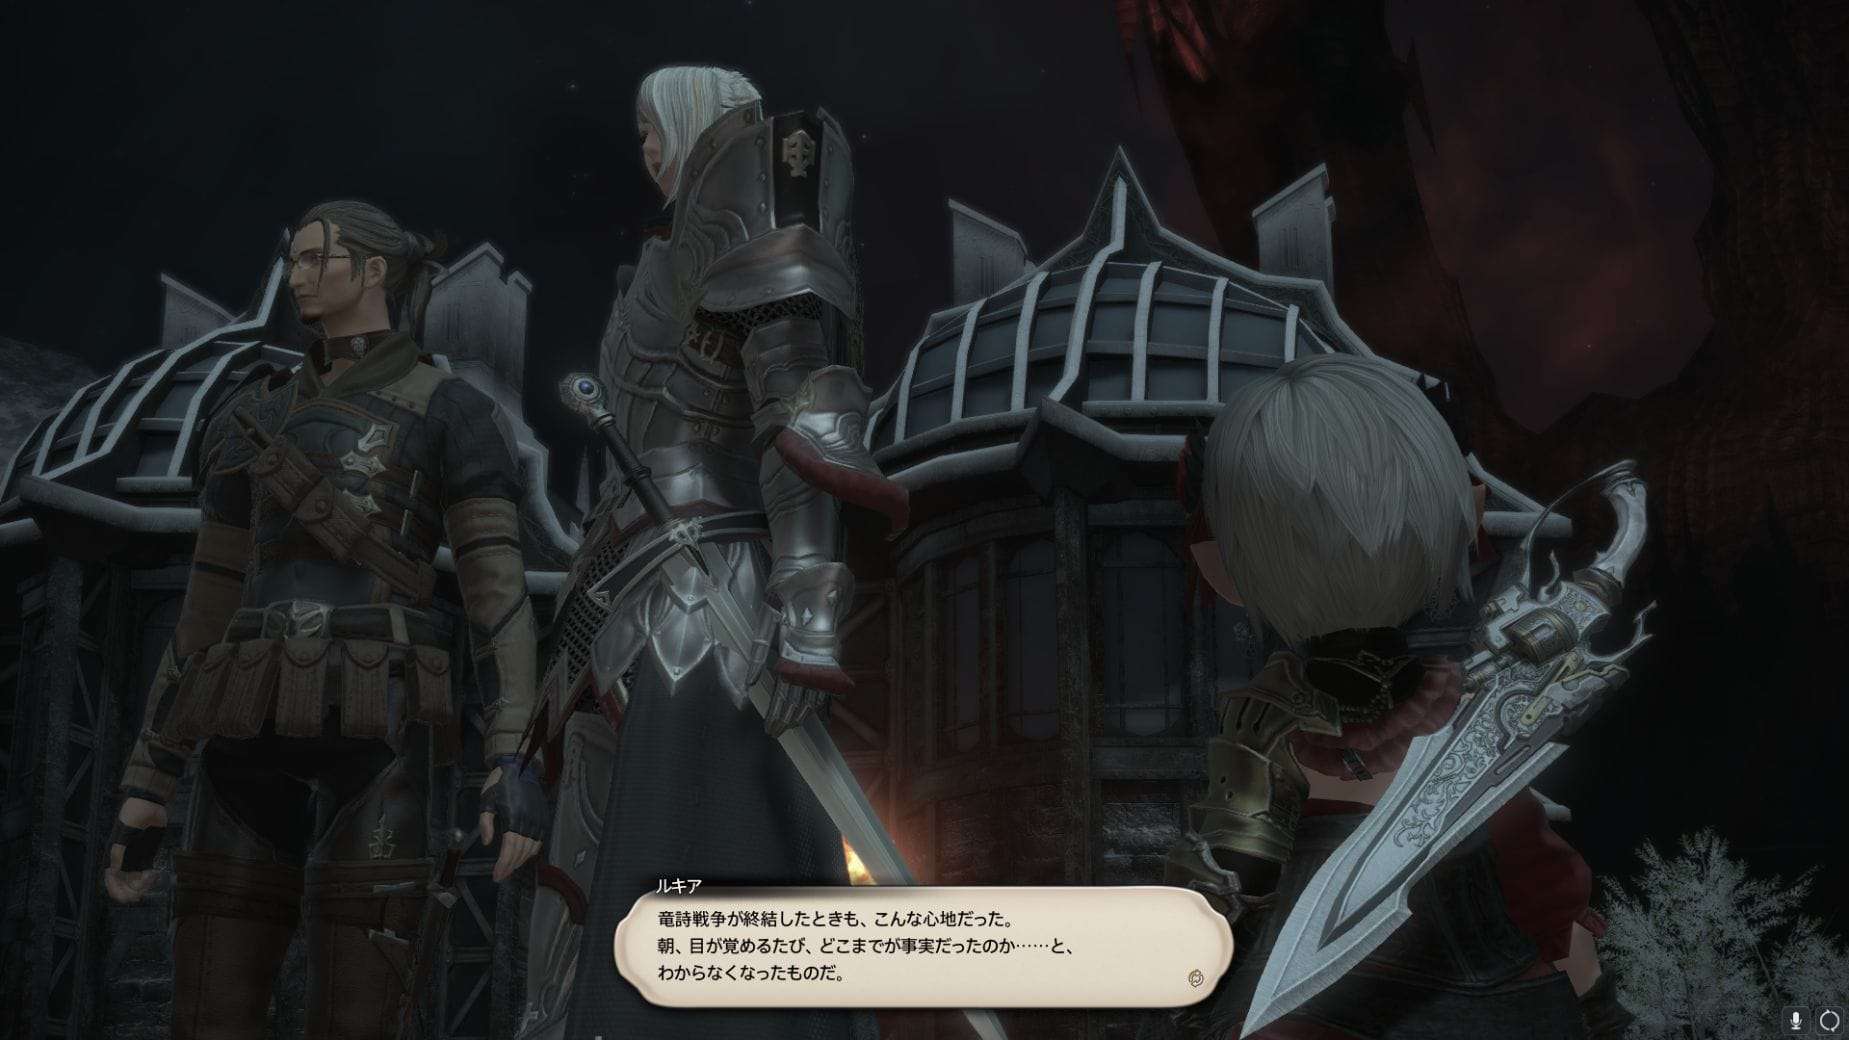 ルキア
竜詩戦争が終結したときも、こんな心地だった。
朝、目が覚めるたび、どこまでが事実だったのか……と、
わからなくなったものだ。